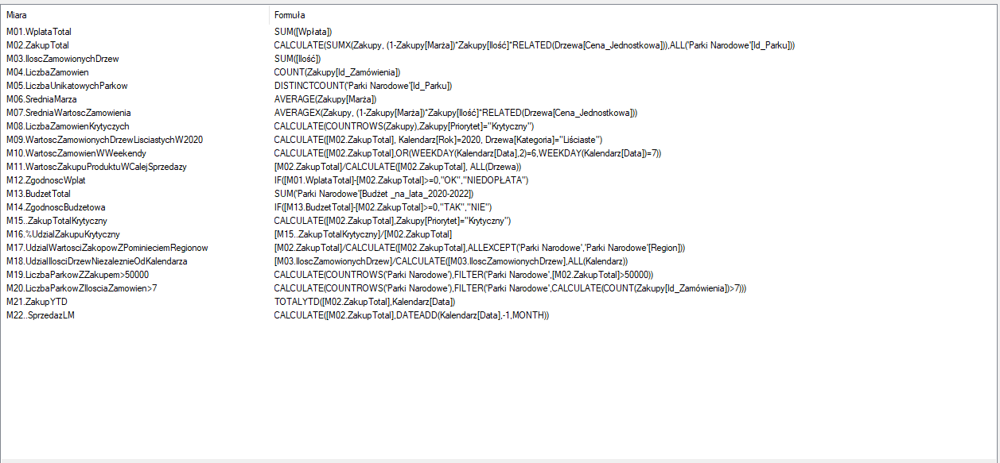 Miara Formuła
M01.WplataTotal SUM([Wpłata])
M02.ZakupTotal CALCULATE(SUMX(Zakupy, (1-Zakupy[Marża])*Zakupy[Ilość]*RELATED(Drzewa[Cena_Jednostkowa])),ALL('Parki Narodowe'[Id_Parku]))
M03.IloscZamowionychDrzew SUM([Ilość])
M04.LiczbaZamowien COUNT(Zakupy[Id_Zamówienia])
M05.LiczbaUnikatowychParkow DISTINCTCOUNT('Parki Narodowe'[Id_Parku])
M06.SredniaMarza AVERAGE(Zakupy[Marża])
M07.SredniaWartoscZamowienia AVERAGEX(Zakupy, (1-Zakupy[Marża])*Zakupy[Ilość]*RELATED(Drzewa[Cena_Jednostkowa]))
M08.LiczbaZamowienKrytyczych CALCULATE(COUNTROWS(Zakupy),Zakupy[Priorytet]="Krytyczny")
M09.WartoscZamowionychDrzewLisciastychW2020 CALCULATE([M02.ZakupTotal], Kalendarz[Rok]=2020, Drzewa[Kategoria]="Liściaste")
M10.WartoscZamowienWWeekendy CALCULATE([M02.ZakupTotal],OR(WEEKDAY(Kalendarz[Data],2)=6,WEEKDAY(Kalendarz[Data])=7))
M11.WartoscZakupuProduktuWCalejSprzedazy [M02.ZakupTotal]/CALCULATE([M02.ZakupTotal], ALL(Drzewa))
M12.ZgodnoscWplat IF([M01.WplataTotal]-[M02.ZakupTotal]>=0,"OK","NIEDOPŁATA")
M13.BudzetTotal SUM('Parki Narodowe'[Budżet _na_lata_2020-2022])
M14.ZgodnoscBudzetowa IF([M13.BudzetTotal]-[M02.ZakupTotal]>=0,"TAK","NIE")
M15..ZakupTotalKrytyczny CALCULATE([M02.ZakupTotal],Zakupy[Priorytet]="Krytyczny")
M16.%UdzialZakupuKrytyczny [M15..ZakupTotalKrytyczny]/[M02.ZakupTotal]
M17.UdzialWartosciZakopowZPominieciemRegionow [M02.ZakupTotal]/CALCULATE([M02.ZakupTotal],ALLEXCEPT('Parki Narodowe','Parki Narodowe'[Region]))
M18.UdzialIlosciDrzewNiezaleznieOdKalendarza [M03.IloscZamowionychDrzew]/CALCULATE([M03.IloscZamowionychDrzew],ALL(Kalendarz))
M19.LiczbaParkowZZakupem>50000 CALCULATE(COUNTROWS('Parki Narodowe'),FILTER('Parki Narodowe',[M02.ZakupTotal]>50000))
M20.LiczbaParkowZIlosciaZamowien>7 CALCULATE(COUNTROWS('Parki Narodowe'),FILTER('Parki Narodowe',CALCULATE(COUNT(Zakupy[Id_Zamówienia])>7)))
M21.ZakupYTD TOTALYTD([M02.ZakupTotal],Kalendarz[Data])
M22..SprzedazLM CALCULATE([M02.ZakupTotal],DATEADD(Kalendarz[Data],-1,MONTH))